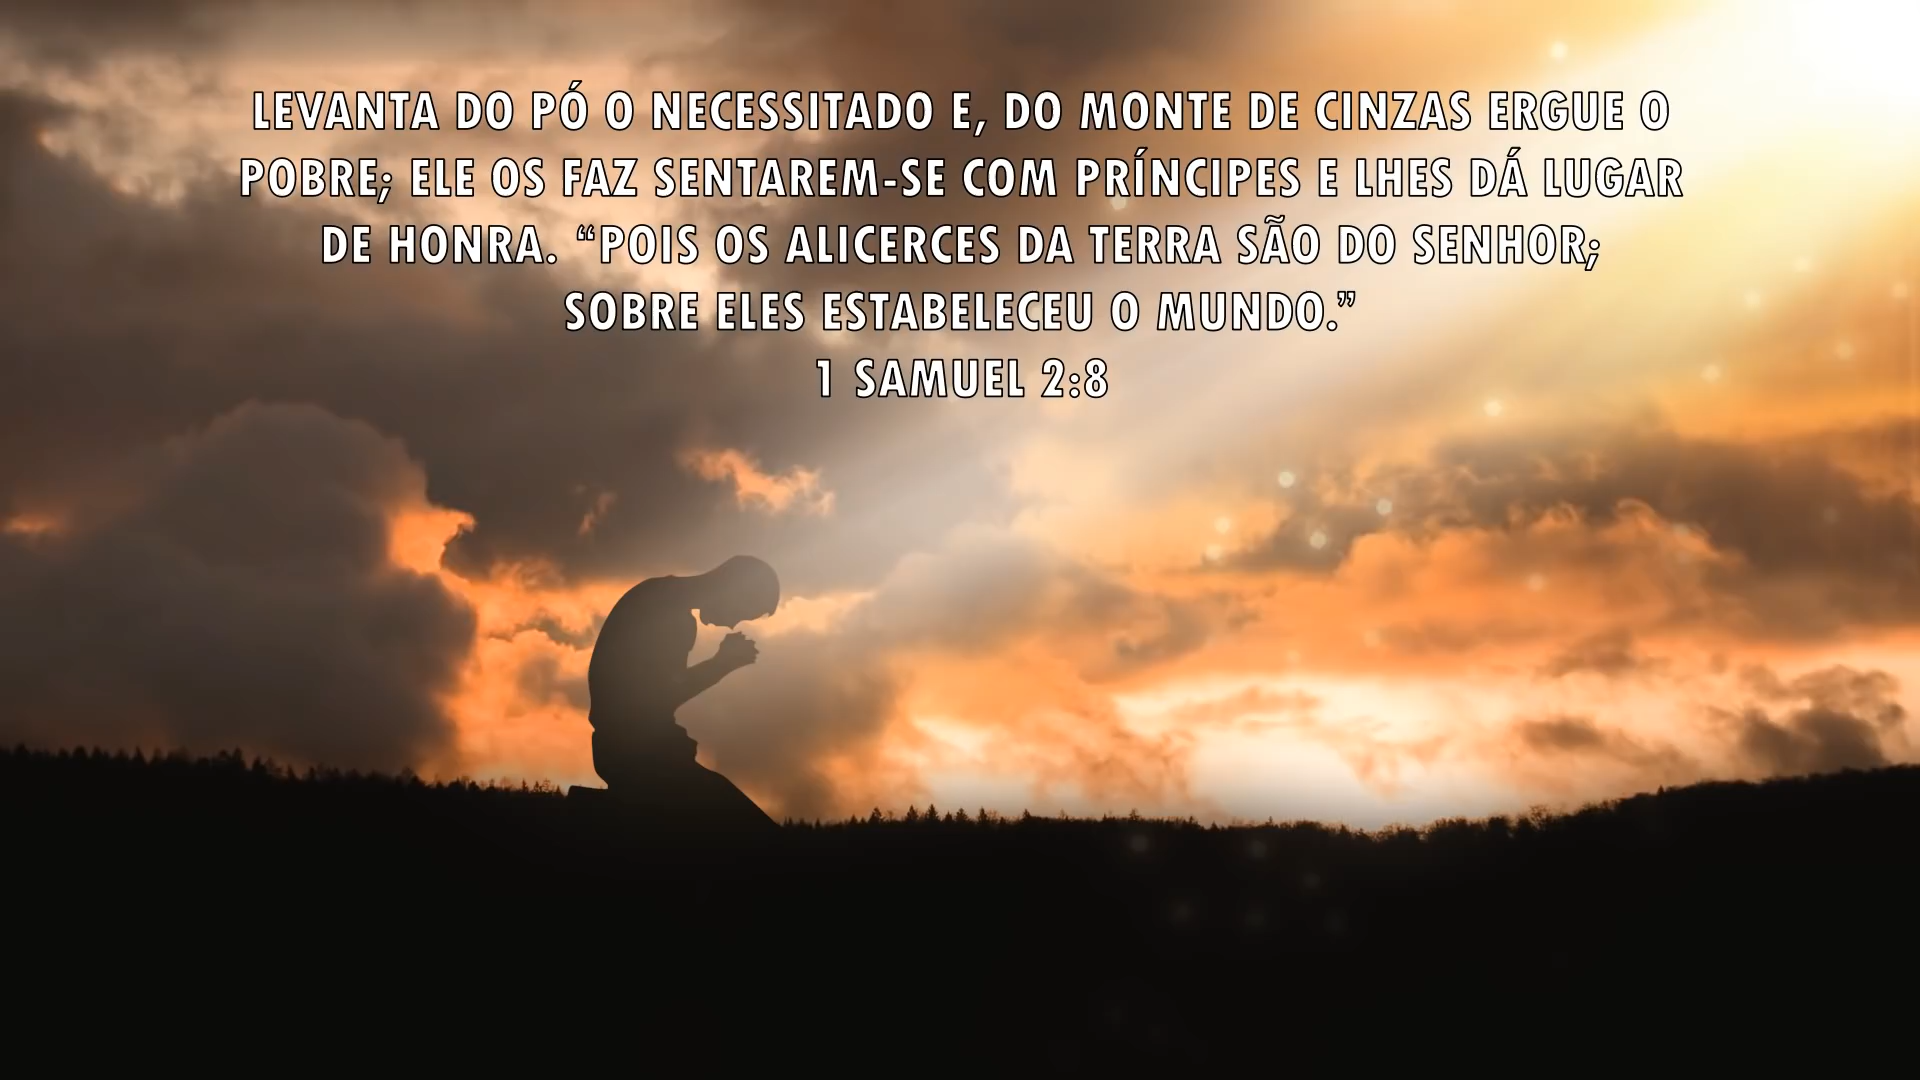 LEVANTA DO PÓ O NECESSITADO E, DO MONTE DE CINZAS ERGUE O
POBRE; ELE OS FAZ SENTAREM-SE COM PRÍNCIPES E LHES DÁ LUGAR
DE HONRA. “POIS OS ALICERCES DA TERRA SÃO DO SENHOR;
SOBRE ELES ESTABELECEU O MUNDO.”
1 SAMUEL 2:8